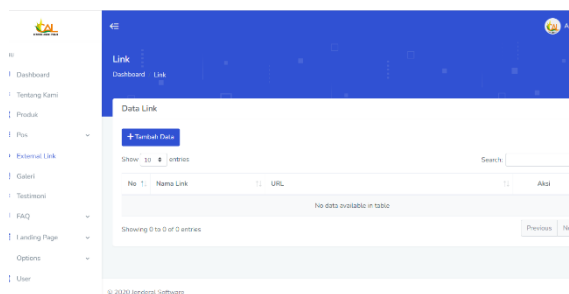 CAL
Link
Dashboard Link
Dashboard
Tentang Kami
Produk
Pos
External Link
Galeri
Testimoni
FAQ
Landing Page
Options
User
Data Link
+ Tambah Data
Show 10 entries
Search:
No Nama Link URL Aksi
No data available in table
Showing 0 to 0 of 0 entries
Previous
© 2020 Jenderal Software